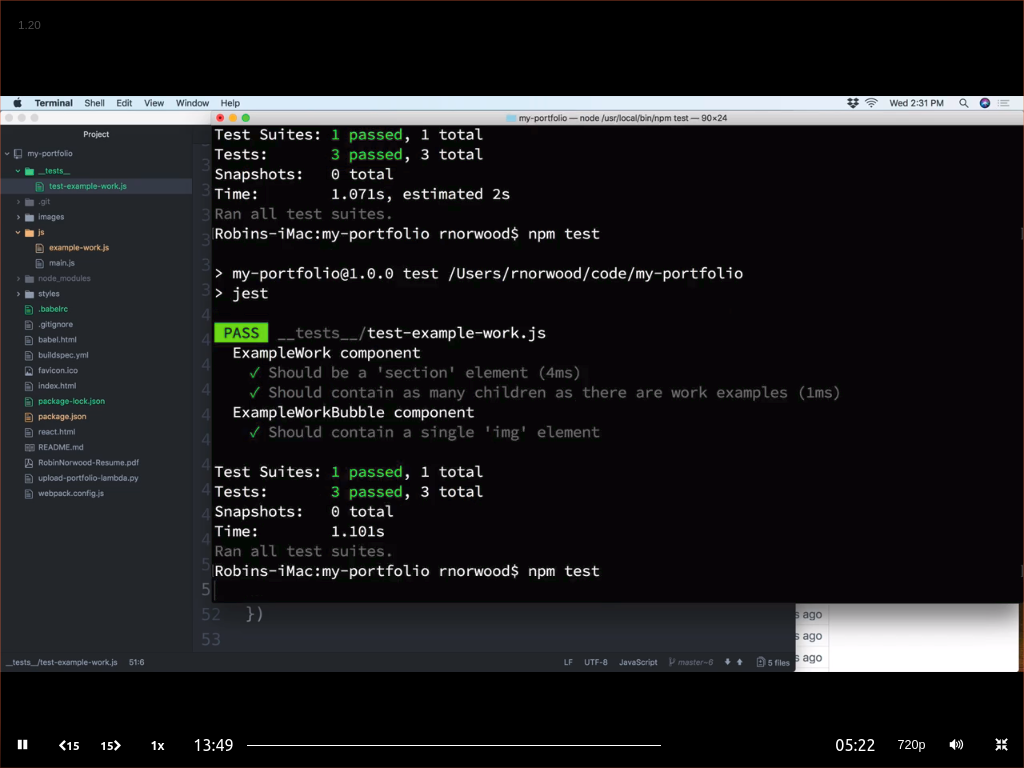 1.20
Terminal Shell Edit View Window Help Wed 2:31 PM
my-portfolio — node /usr/local/bin/npm test — 90×24
Project
my-portfolio
__tests__
test-example-work.js
.git
images
js
example-work.js
main.js
node_modules
styles
.babelrc
.gitignore
babel.html
buildspec.yml
favicon.ico
index.html
package-lock.json
package.json
react.html
README.md
RobinNorwood-Resume.pdf
upload-portfolio-lambda.py
webpack.config.js
Test Suites: 1 passed, 1 total
Tests: 3 passed, 3 total
Snapshots: 0 total
Time: 1.071s, estimated 2s
Ran all test suites.
Robins-iMac:my-portfolio rnorwood$ npm test
> my-portfolio@1.0.0 test /Users/rnorwood/code/my-portfolio
> jest
PASS __tests__/test-example-work.js
ExampleWork component
✓ Should be a 'section' element (4ms)
✓ Should contain as many children as there are work examples (1ms)
ExampleWorkBubble component
✓ Should contain a single 'img' element
Test Suites: 1 passed, 1 total
Tests: 3 passed, 3 total
Snapshots: 0 total
Time: 1.101s
Ran all test suites.
Robins-iMac:my-portfolio rnorwood$ npm test
52 })
53
s ago
s ago
s ago
__tests__/test-example-work.js 51:6 LF UTF-8 JavaScript master~6 5 files
15 15 1x 13:49 05:22 720p